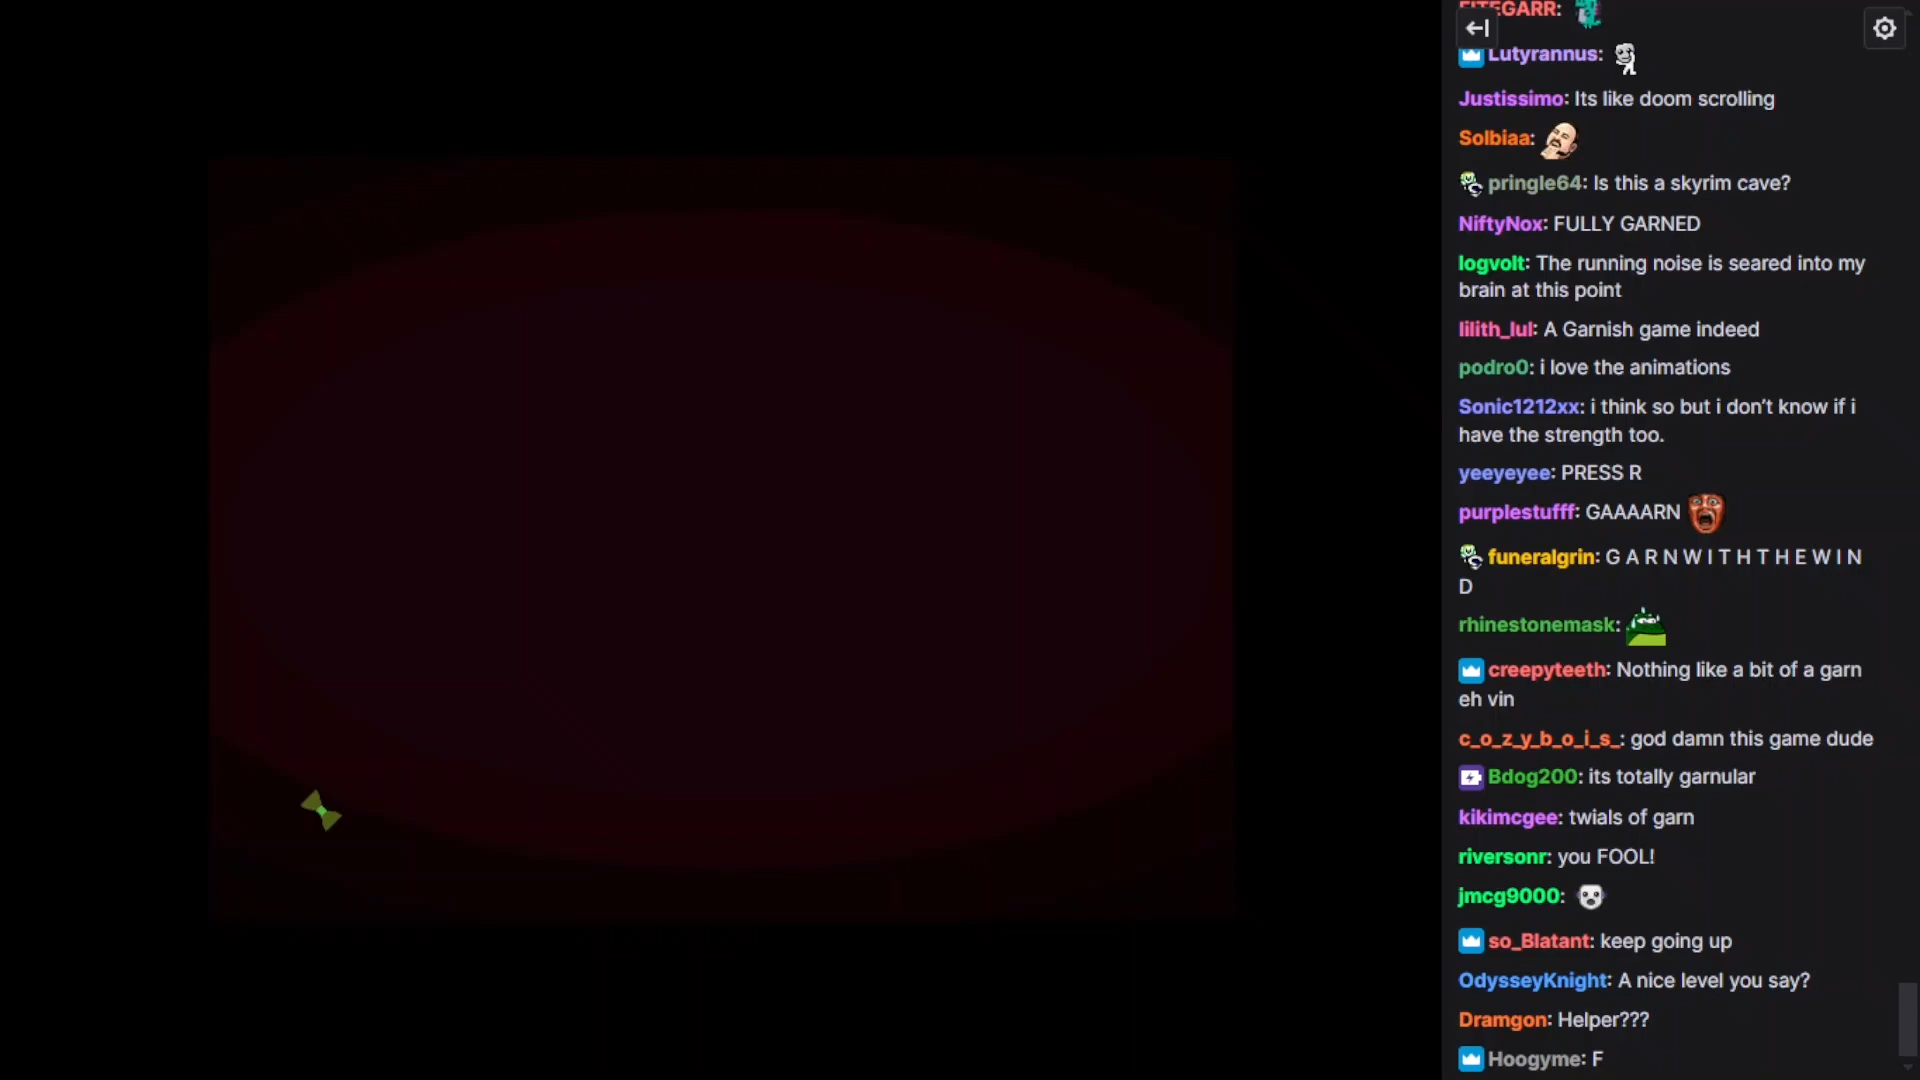 FITEGARR:
Lutyrannus:
Justissimo: Its like doom scrolling
Solbiaa:
pringle64: Is this a skyrim cave?
NiftyNox: FULLY GARNED
logvolt: The running noise is seared into my
brain at this point
lilith_lul: A Garnish game indeed
podro0: i love the animations
Sonic1212xx: i think so but i don't know if i
have the strength too.
yeeyeyee: PRESS R
purplestufff: GAAAARN
funeralgrin: G A R N W I T H T H E W I N
D
rhinestonemask:
creepyteeth: Nothing like a bit of a garn
eh vin
c_o_z_y_b_o_i_s_: god damn this game dude
Bdog200: its totally garnular
kikimcgee: twials of garn
riversonr: you FOOL!
jmcg9000:
so_Blatant: keep going up
OdysseyKnight: A nice level you say?
Dramgon: Helper???
Hoogyme: F